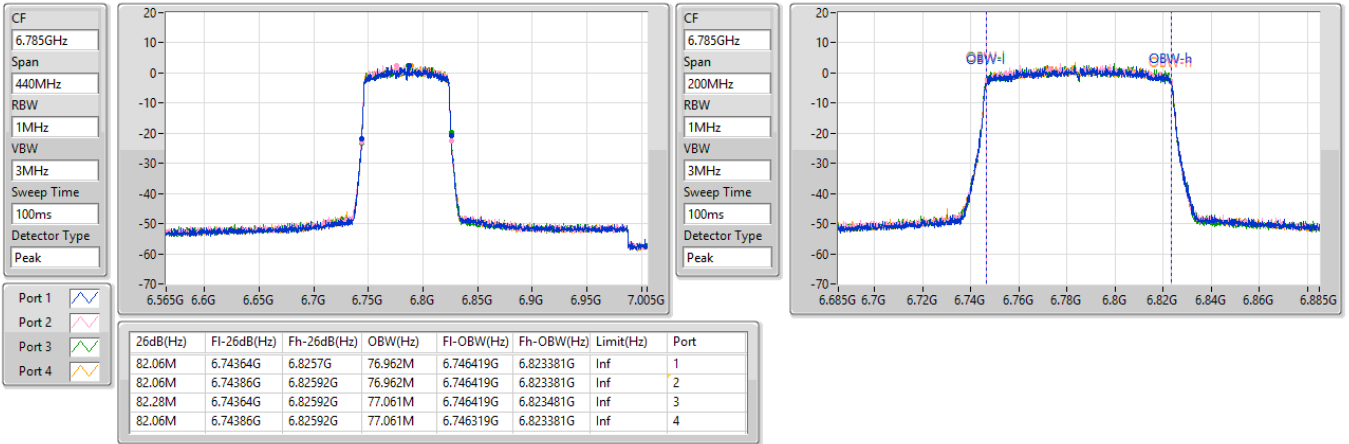 CF
6.785GHz
Span
440MHz
RBW
1MHz
VBW
3MHz
Sweep Time
100ms
Detector Type
Peak
Port 1
Port 2
Port 3
Port 4
20
10
0
-10
-20
-30
-40
-50
-60
-70
6.565G 6.6G 6.65G 6.7G 6.75G 6.8G 6.85G 6.9G 6.95G 7.005G
CF
6.785GHz
Span
200MHz
RBW
1MHz
VBW
3MHz
Sweep Time
100ms
Detector Type
Peak
20
10
0
-10
-20
-30
-40
-50
-60
-70
OBW-l OBW-h
6.685G 6.7G 6.72G 6.74G 6.76G 6.78G 6.8G 6.82G 6.84G 6.86G 6.885G
26dB(Hz) Fl-26dB(Hz) Fh-26dB(Hz) OBW(Hz) Fl-OBW(Hz) Fh-OBW(Hz) Limit(Hz) Port
82.06M 6.74364G 6.8257G 76.962M 6.746419G 6.823381G Inf 1
82.06M 6.74386G 6.82592G 76.962M 6.746419G 6.823381G Inf 2
82.28M 6.74364G 6.82592G 77.061M 6.746419G 6.823481G Inf 3
82.06M 6.74386G 6.82592G 77.061M 6.746319G 6.823381G Inf 4